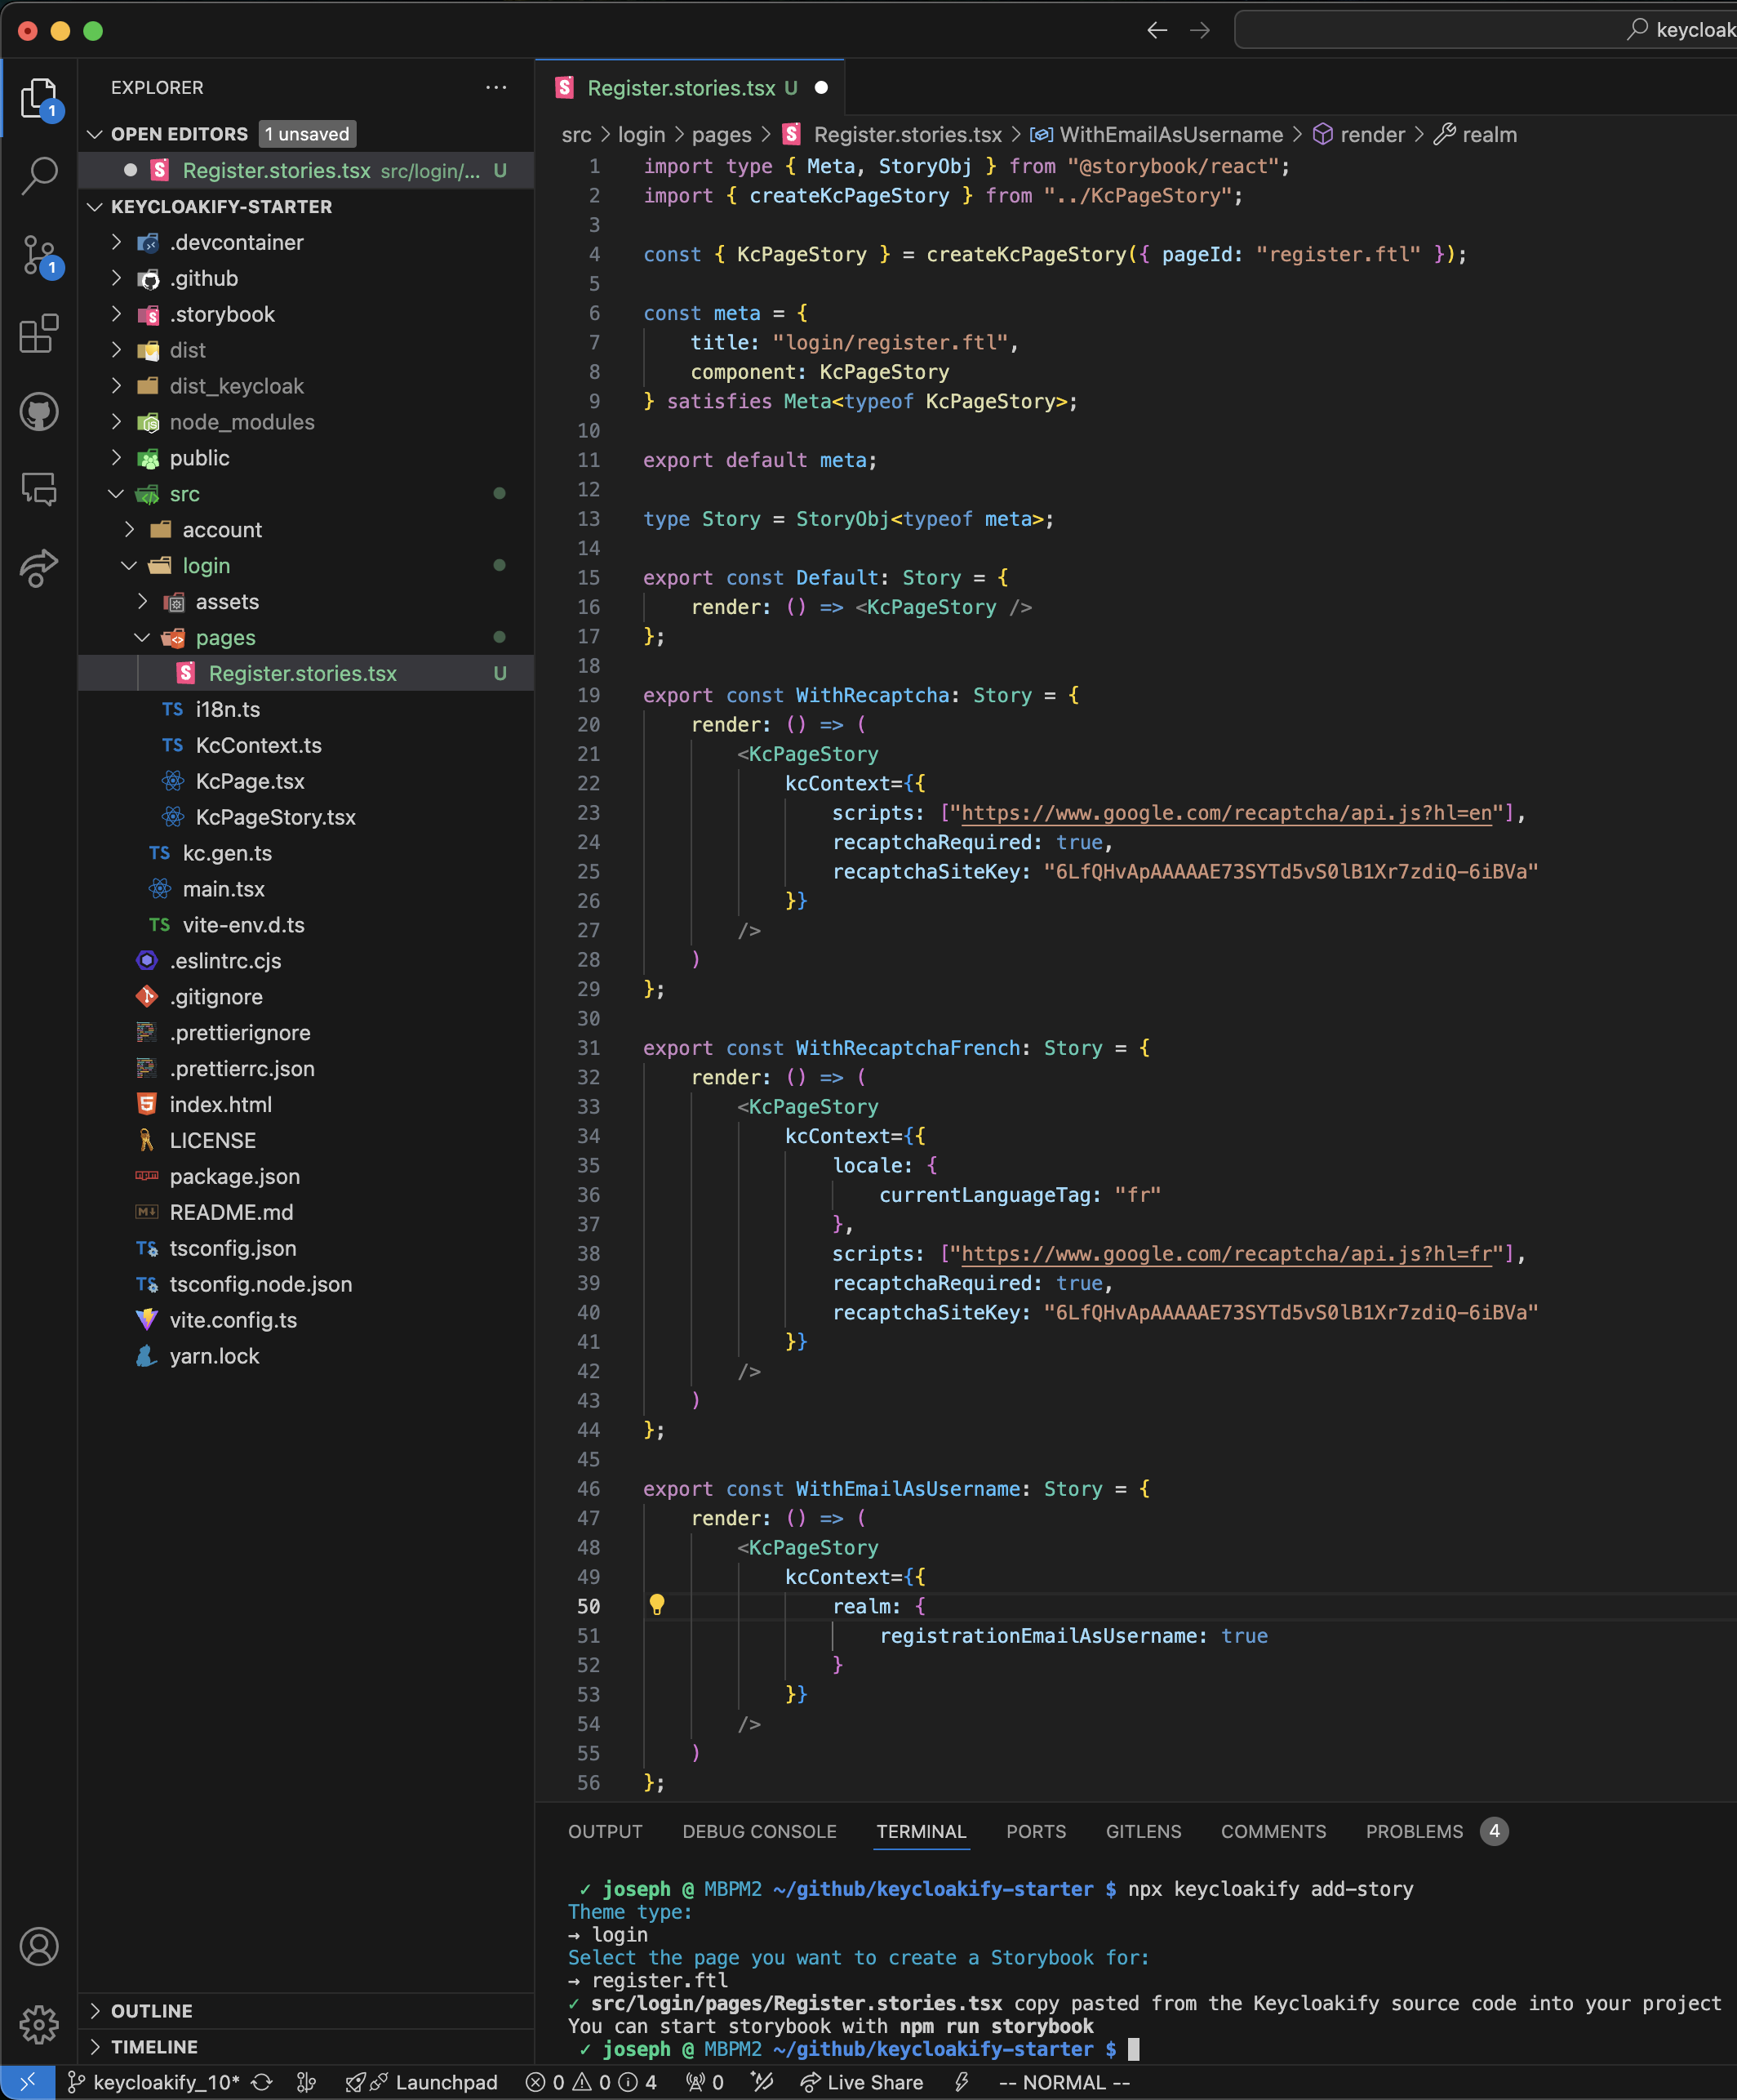 keycloak
EXPLORER
OPEN EDITORS 1 unsaved
Register.stories.tsx src/login/... U
KEYCLOAKIFY-STARTER
.devcontainer
.github
.storybook
dist
dist_keycloak
node_modules
public
src
account
login
assets
pages
Register.stories.tsx U
i18n.ts
KcContext.ts
KcPage.tsx
KcPageStory.tsx
kc.gen.ts
main.tsx
vite-env.d.ts
.eslintrc.cjs
.gitignore
.prettierignore
.prettierrc.json
index.html
LICENSE
package.json
README.md
tsconfig.json
tsconfig.node.json
vite.config.ts
yarn.lock
OUTLINE
TIMELINE
Register.stories.tsx U
src > login > pages > Register.stories.tsx > WithEmailAsUsername > render > realm
1 import type { Meta, StoryObj } from "@storybook/react";
2 import { createKcPageStory } from "../KcPageStory";
3
4 const { KcPageStory } = createKcPageStory({ pageId: "register.ftl" });
5
6 const meta = {
7 title: "login/register.ftl",
8 component: KcPageStory
9 } satisfies Meta<typeof KcPageStory>;
10
11 export default meta;
12
13 type Story = StoryObj<typeof meta>;
14
15 export const Default: Story = {
16 render: () => <KcPageStory />
17 };
18
19 export const WithRecaptcha: Story = {
20 render: () => (
21 <KcPageStory
22 kcContext={{
23 scripts: ["https://www.google.com/recaptcha/api.js?hl=en"],
24 recaptchaRequired: true,
25 recaptchaSiteKey: "6LfQHvApAAAAAE73SYTd5vS0lB1Xr7zdiQ-6iBVa"
26 }}
27 />
28 )
29 };
30
31 export const WithRecaptchaFrench: Story = {
32 render: () => (
33 <KcPageStory
34 kcContext={{
35 locale: {
36 currentLanguageTag: "fr"
37 },
38 scripts: ["https://www.google.com/recaptcha/api.js?hl=fr"],
39 recaptchaRequired: true,
40 recaptchaSiteKey: "6LfQHvApAAAAAE73SYTd5vS0lB1Xr7zdiQ-6iBVa"
41 }}
42 />
43 )
44 };
45
46 export const WithEmailAsUsername: Story = {
47 render: () => (
48 <KcPageStory
49 kcContext={{
50 realm: {
51 registrationEmailAsUsername: true
52 }
53 }}
54 />
55 )
56 };
OUTPUT DEBUG CONSOLE TERMINAL PORTS GITLENS COMMENTS PROBLEMS 4
✓ joseph @ MBPM2 ~/github/keycloakify-starter $ npx keycloakify add-story
Theme type:
→ login
Select the page you want to create a Storybook for:
→ register.ftl
✓ src/login/pages/Register.stories.tsx copy pasted from the Keycloakify source code into your project
You can start storybook with npm run storybook
✓ joseph @ MBPM2 ~/github/keycloakify-starter $
keycloakify_10* Launchpad 0 0 4 0 Live Share -- NORMAL --